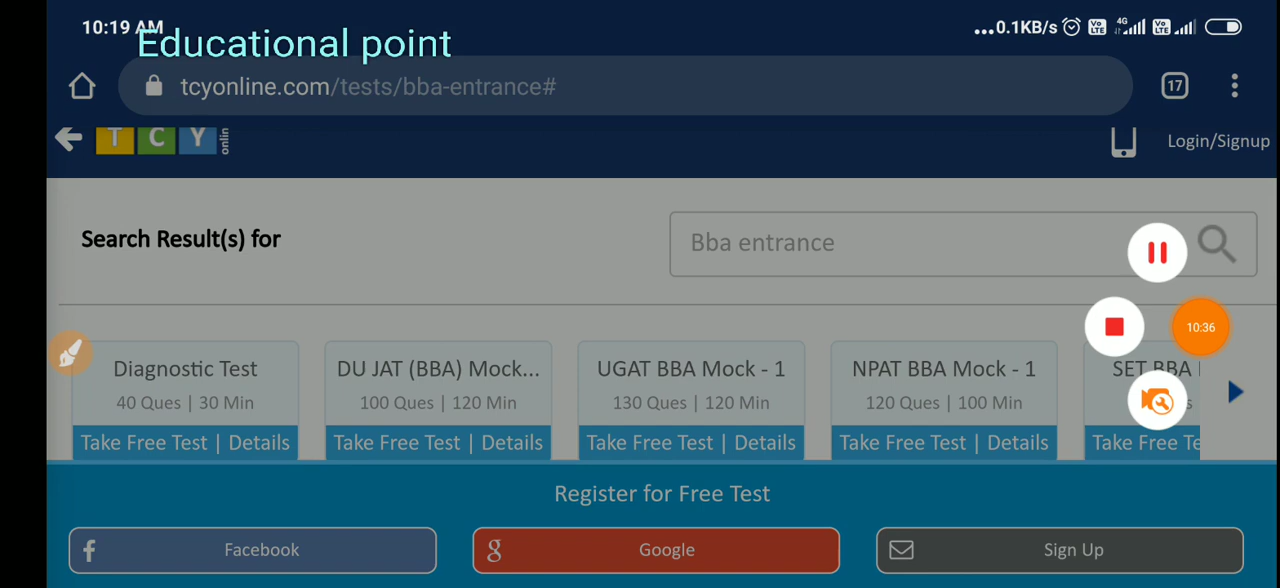 10:19 AM
Educational point
...0.1KB/s 4G
tcyonline.com/tests/bba-entrance#
17
T C Y
Login/Signup
Search Result(s) for
Bba entrance
10:36
Diagnostic Test
40 Ques | 30 Min
Take Free Test | Details
DU JAT (BBA) Mock...
100 Ques | 120 Min
Take Free Test | Details
UGAT BBA Mock - 1
130 Ques | 120 Min
Take Free Test | Details
NPAT BBA Mock - 1
120 Ques | 100 Min
Take Free Test | Details
SET BBA
Take Free Te
Register for Free Test
f Facebook
g Google
Sign Up